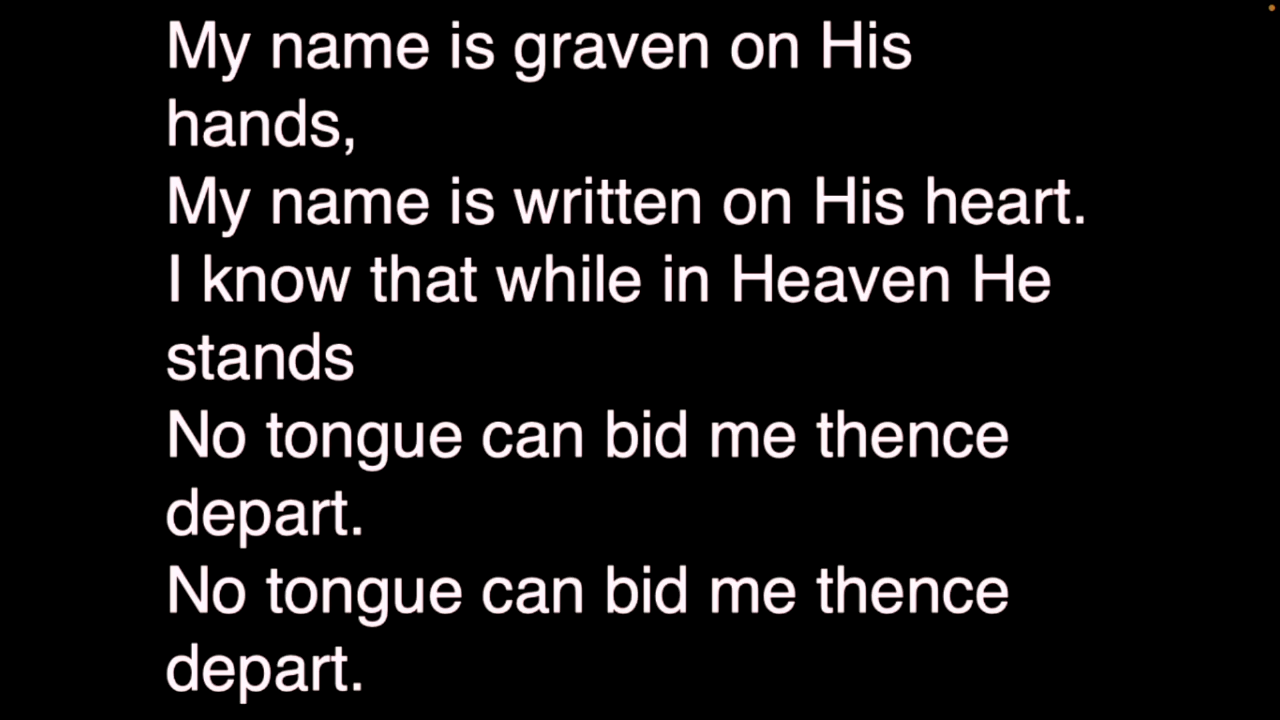 My name is graven on His
hands,
My name is written on His heart.
I know that while in Heaven He
stands
No tongue can bid me thence
depart.
No tongue can bid me thence
depart.